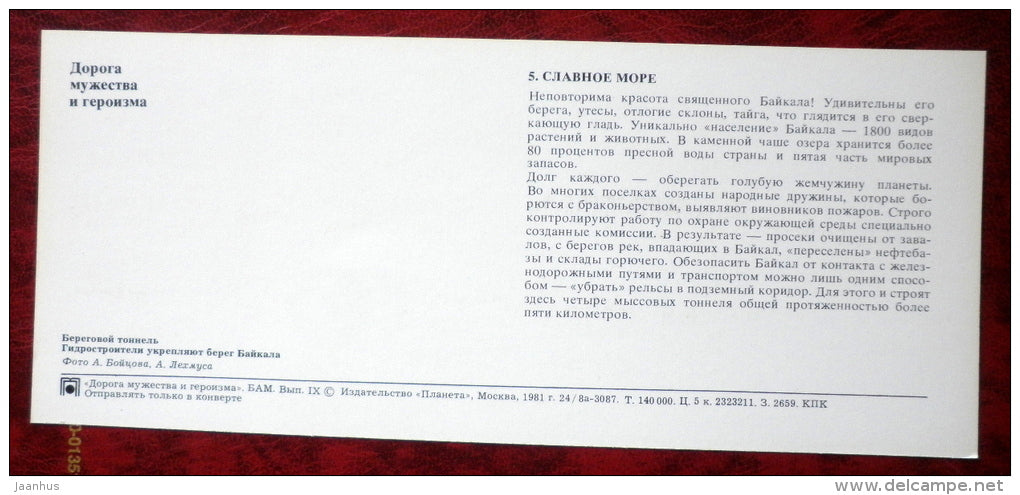 Дорога
мужества
и героизма
5. СЛАВНОЕ МОРЕ
Неповторима красота священного Байкала! Удивительны его
берега, утесы, отлогие склоны, тайга, что глядится в его свер-
кающую гладь. Уникально «население» Байкала — 1800 видов
растений и животных. В каменной чаше озера хранится более
80 процентов пресной воды страны и пятая часть мировых
запасов.
Долг каждого — оберегать голубую жемчужину планеты.
Во многих поселках созданы народные дружины, которые бо-
рются с браконьерством, выявляют виновников пожаров. Строго
контролируют работу по охране окружающей среды специально
созданные комиссии. В результате — просеки очищены от зава-
лов, с берегов рек, впадающих в Байкал, «переселены» нефтеба-
зы и склады горючего. Обезопасить Байкал от контакта с желез-
нодорожными путями и транспортом можно лишь одним спосо-
бом — «убрать» рельсы в подземный коридор. Для этого и строят
здесь четыре мыссовых тоннеля общей протяженностью более
пяти километров.
Береговой тоннель
Гидростроители укрепляют берег Байкала
Фото А. Бойцова, А. Лехмуса
«Дорога мужества и героизма». БАМ. Вып. IX © Издательство «Планета», Москва, 1981 г. 24/8а-3087. Т. 140 000. Ц. 5 к. 2323211. З. 2659. КПК
Отправлять только в конверте
0-0135
Jaanhus
www.delcampe.net